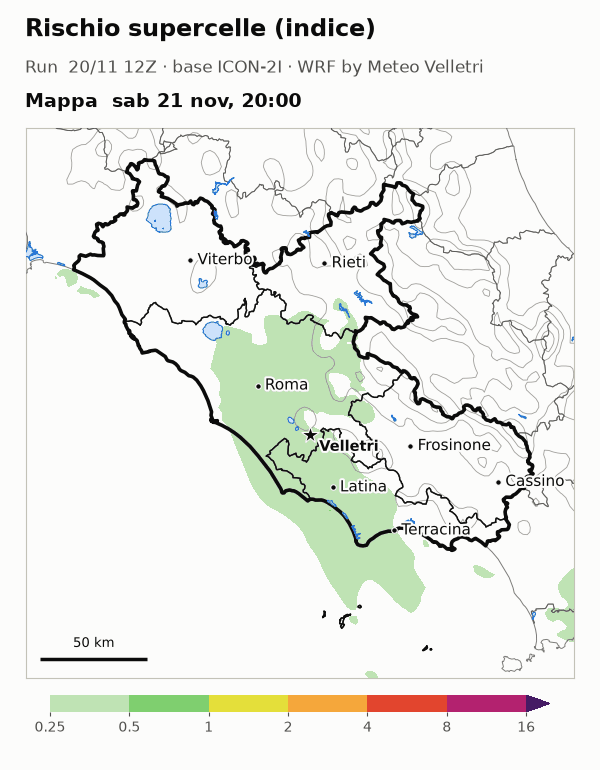 Rischio supercelle (indice)
Run  20/11 12Z · base ICON-2I · WRF by Meteo Velletri
Mappa  sab 21 nov, 20:00
Viterbo
Rieti
Roma
Velletri
Frosinone
Latina
Cassino
Terracina
50 km
0.25 0.5 1 2 4 8 16